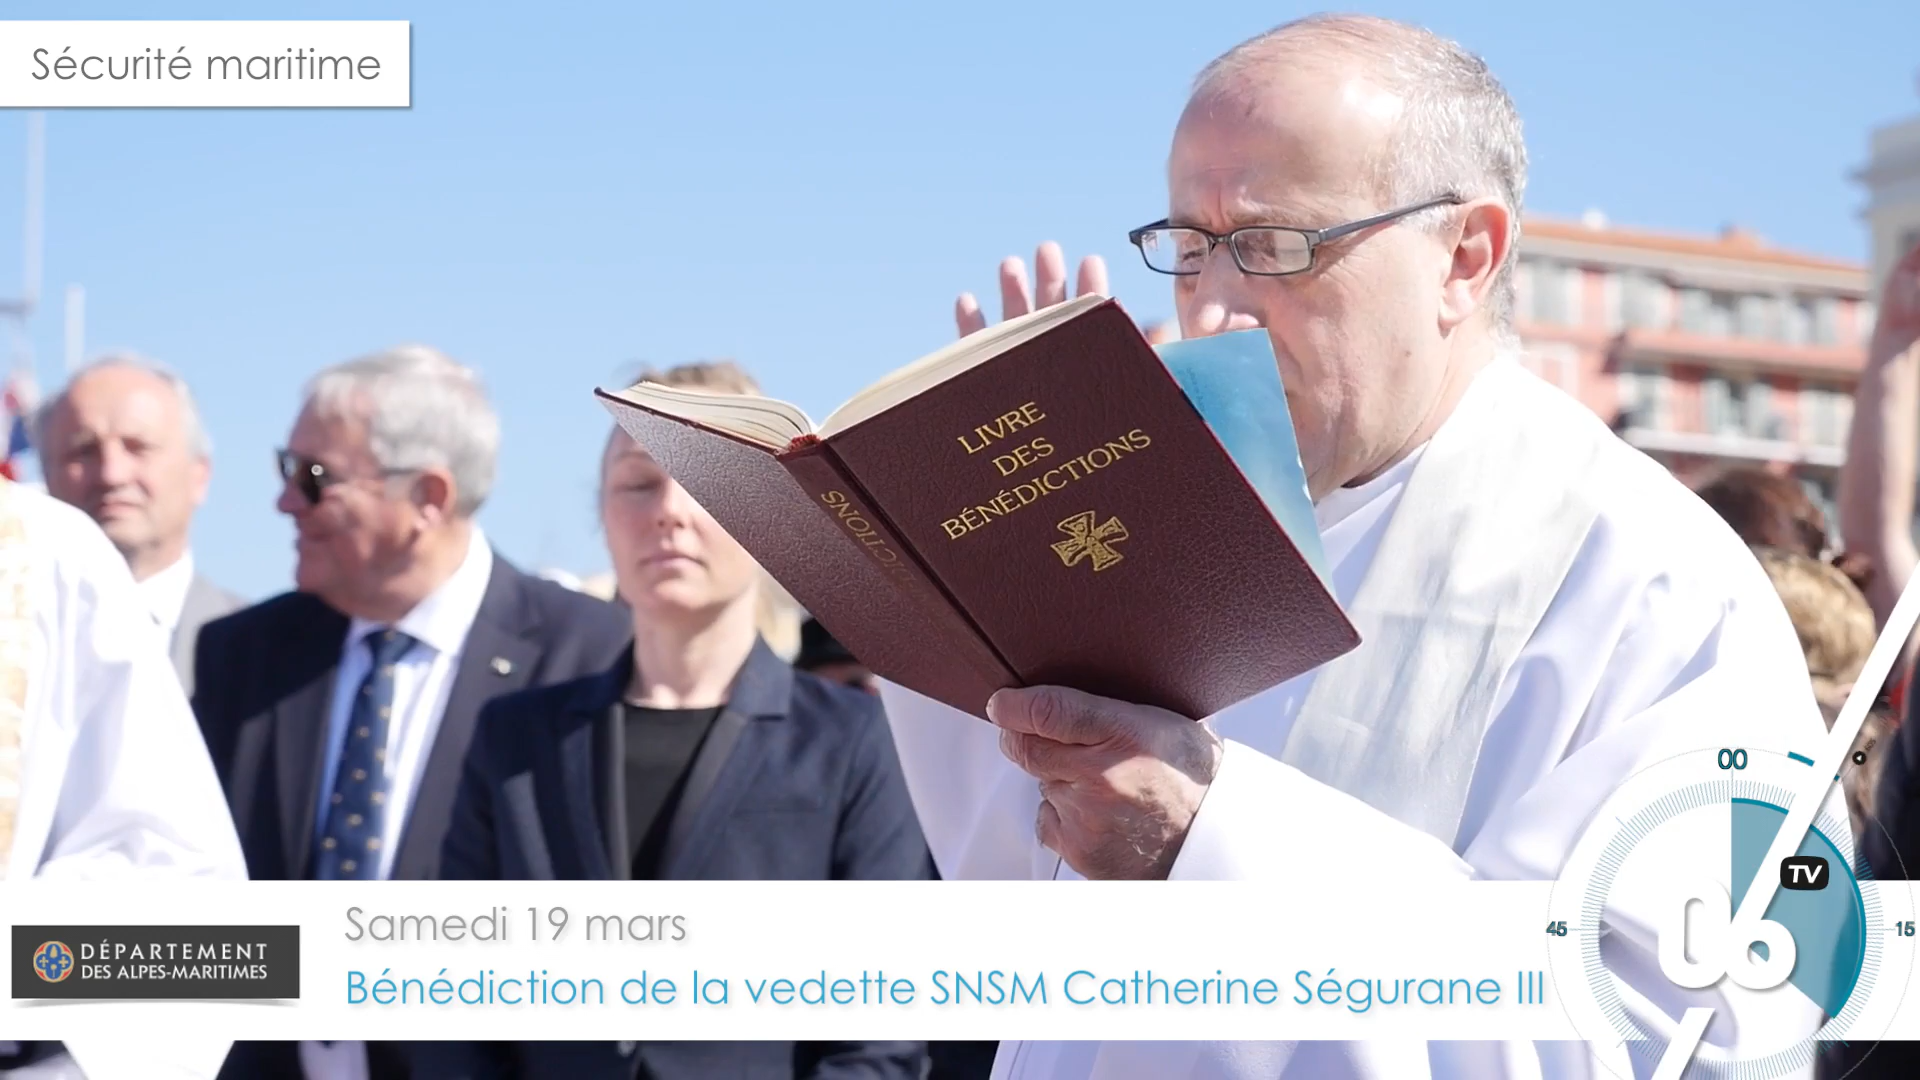 Sécurité maritime
LIVRE
DES
BÉNÉDICTIONS
DICTIONS
00
TV
06
45
15
DÉPARTEMENT
DES ALPES-MARITIMES
Samedi 19 mars
Bénédiction de la vedette SNSM Catherine Ségurane III